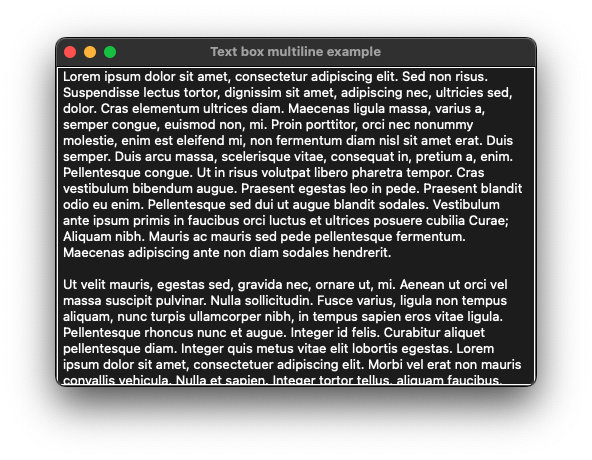 Text box multiline example
Lorem ipsum dolor sit amet, consectetur adipiscing elit. Sed non risus.
Suspendisse lectus tortor, dignissim sit amet, adipiscing nec, ultricies sed,
dolor. Cras elementum ultrices diam. Maecenas ligula massa, varius a,
semper congue, euismod non, mi. Proin porttitor, orci nec nonummy
molestie, enim est eleifend mi, non fermentum diam nisl sit amet erat. Duis
semper. Duis arcu massa, scelerisque vitae, consequat in, pretium a, enim.
Pellentesque congue. Ut in risus volutpat libero pharetra tempor. Cras
vestibulum bibendum augue. Praesent egestas leo in pede. Praesent blandit
odio eu enim. Pellentesque sed dui ut augue blandit sodales. Vestibulum
ante ipsum primis in faucibus orci luctus et ultrices posuere cubilia Curae;
Aliquam nibh. Mauris ac mauris sed pede pellentesque fermentum.
Maecenas adipiscing ante non diam sodales hendrerit.
Ut velit mauris, egestas sed, gravida nec, ornare ut, mi. Aenean ut orci vel
massa suscipit pulvinar. Nulla sollicitudin. Fusce varius, ligula non tempus
aliquam, nunc turpis ullamcorper nibh, in tempus sapien eros vitae ligula.
Pellentesque rhoncus nunc et augue. Integer id felis. Curabitur aliquet
pellentesque diam. Integer quis metus vitae elit lobortis egestas. Lorem
ipsum dolor sit amet, consectetuer adipiscing elit. Morbi vel erat non mauris
convallis vehicula. Nulla et sapien. Integer tortor tellus, aliquam faucibus,